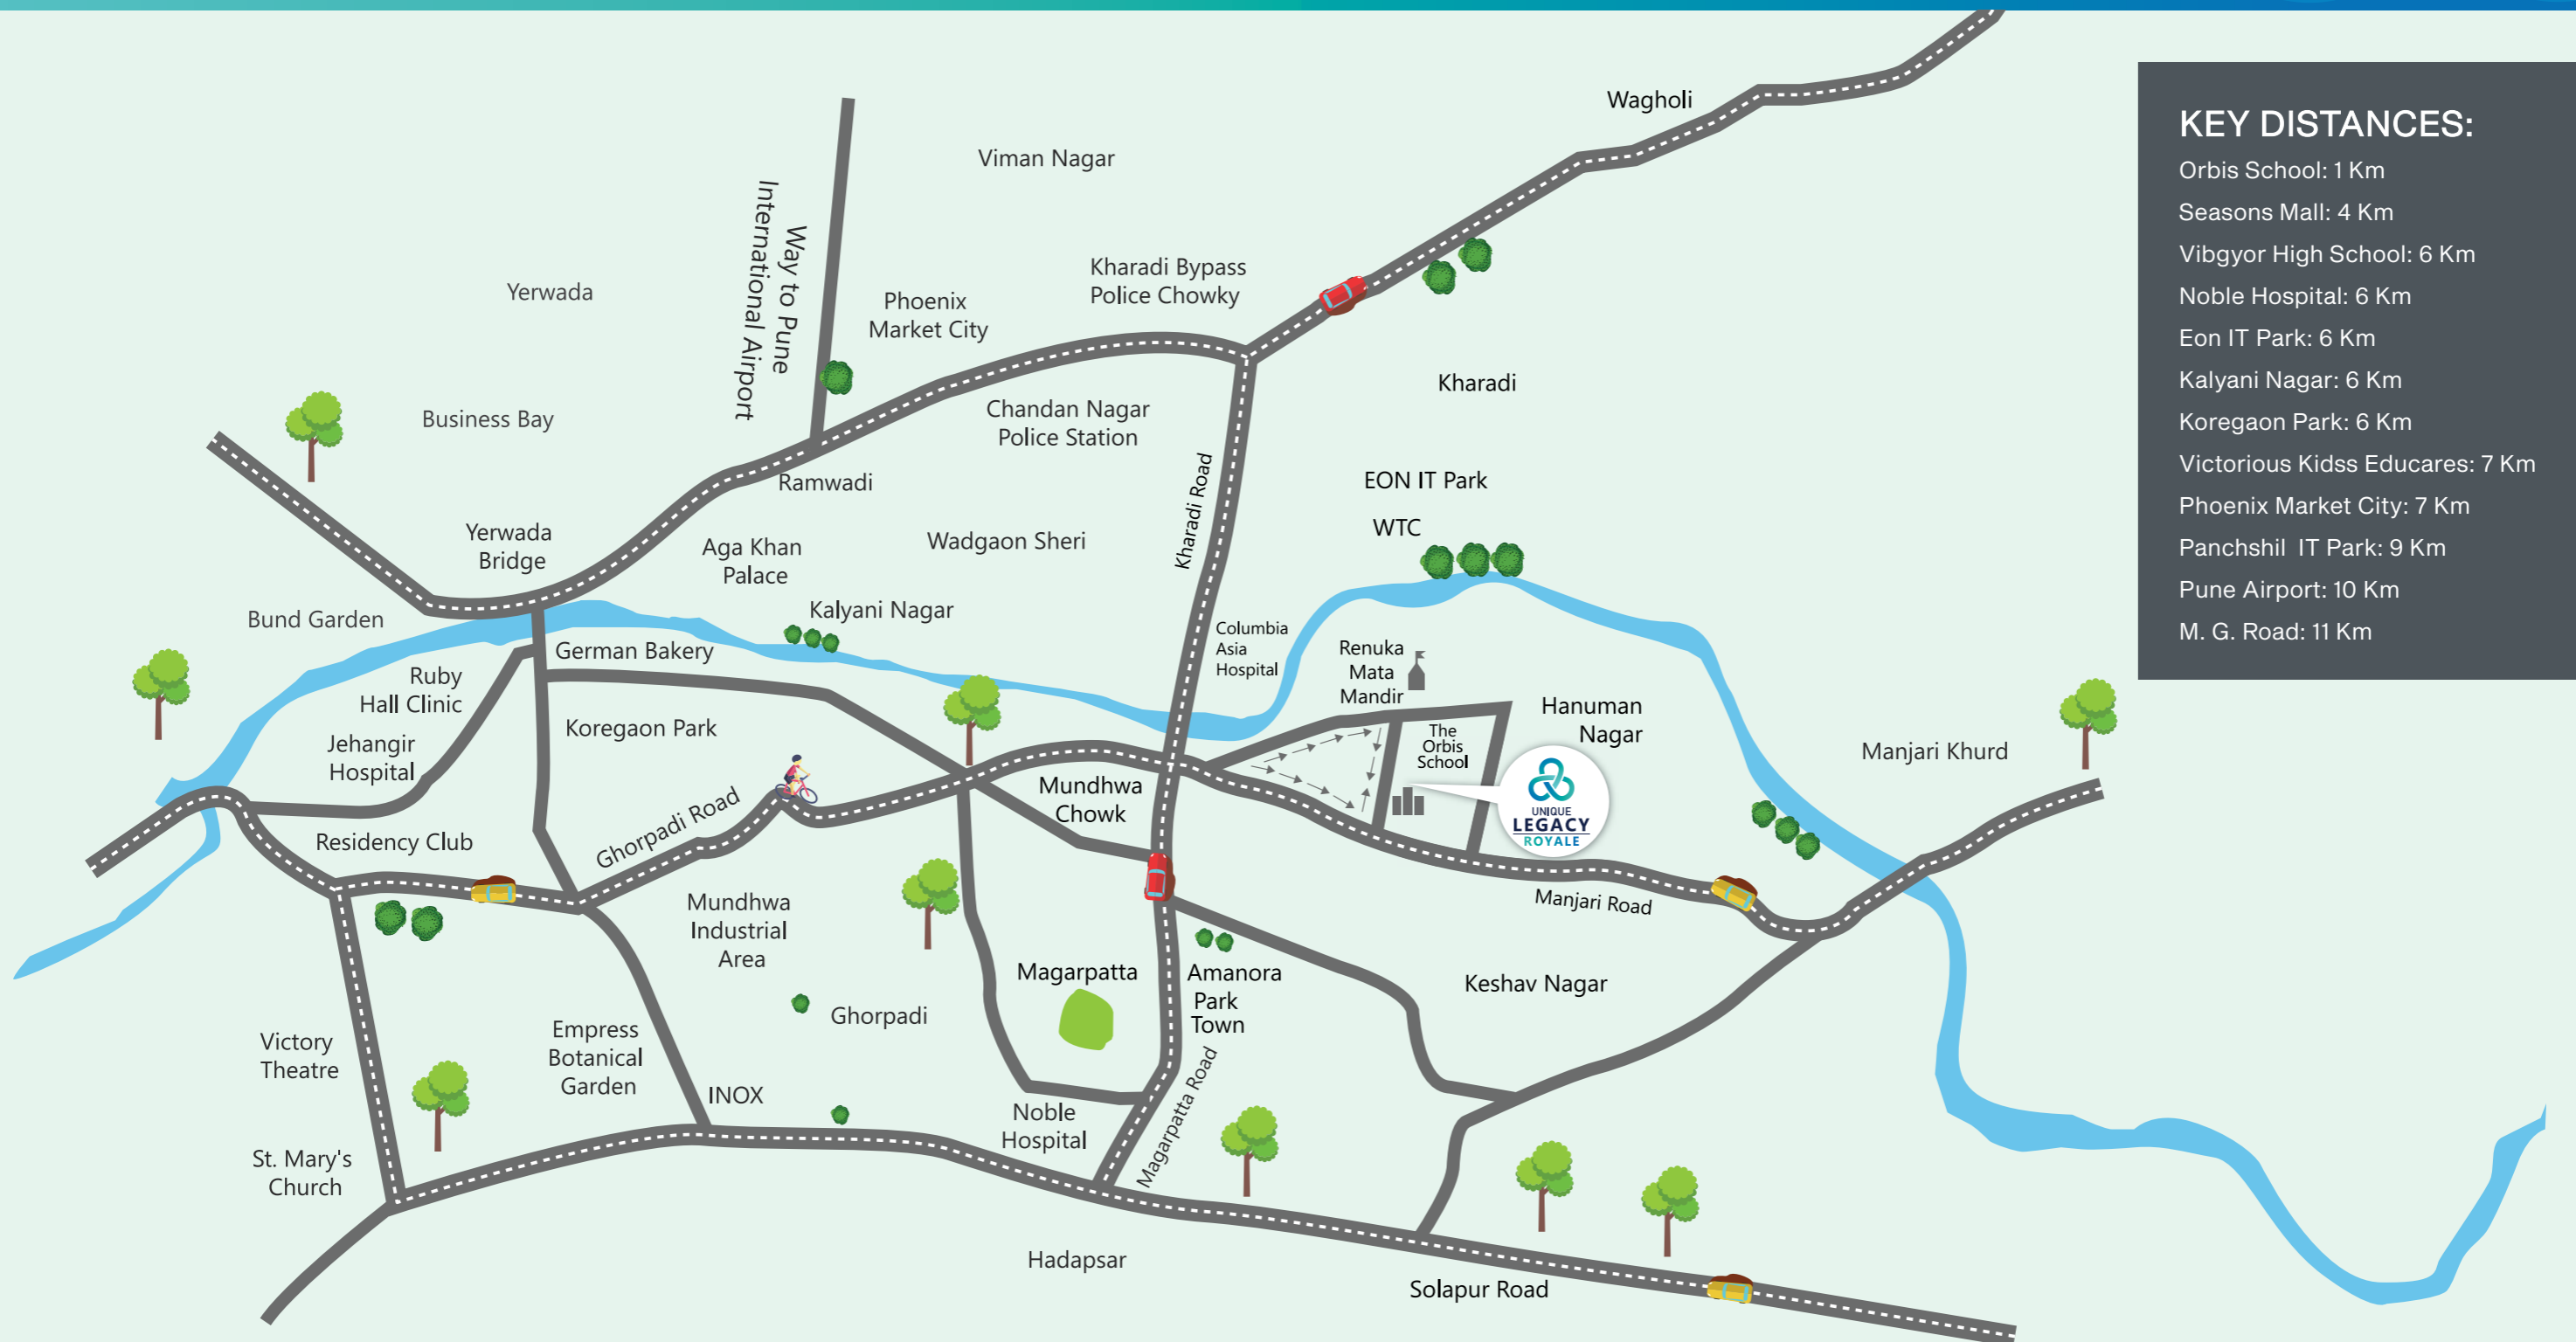 Wagholi
Viman Nagar
Way to Pune
International Airport
Kharadi Bypass
Police Chowky
Yerwada
Phoenix
Market City
Kharadi
Business Bay
Chandan Nagar
Police Station
Ramwadi
EON IT Park
Kharadi Road
WTC
Yerwada
Bridge
Aga Khan
Palace
Wadgaon Sheri
Bund Garden
Kalyani Nagar
German Bakery
Columbia
Asia
Hospital
Renuka
Mata
Mandir
Ruby
Hall Clinic
Koregaon Park
The
Orbis
School
Hanuman
Nagar
Jehangir
Hospital
Manjari Khurd
Mundhwa
Chowk
UNIQUE
LEGACY
ROYALE
Residency Club
Ghorpadi Road
Mundhwa
Industrial
Area
Manjari Road
Magarpatta
Amanora
Park
Town
Keshav Nagar
Ghorpadi
Victory
Theatre
Empress
Botanical
Garden
INOX
Noble
Hospital
Magarpatta Road
St. Mary's
Church
Hadapsar
Solapur Road
KEY DISTANCES:
Orbis School: 1 Km
Seasons Mall: 4 Km
Vibgyor High School: 6 Km
Noble Hospital: 6 Km
Eon IT Park: 6 Km
Kalyani Nagar: 6 Km
Koregaon Park: 6 Km
Victorious Kidss Educares: 7 Km
Phoenix Market City: 7 Km
Panchshil IT Park: 9 Km
Pune Airport: 10 Km
M. G. Road: 11 Km